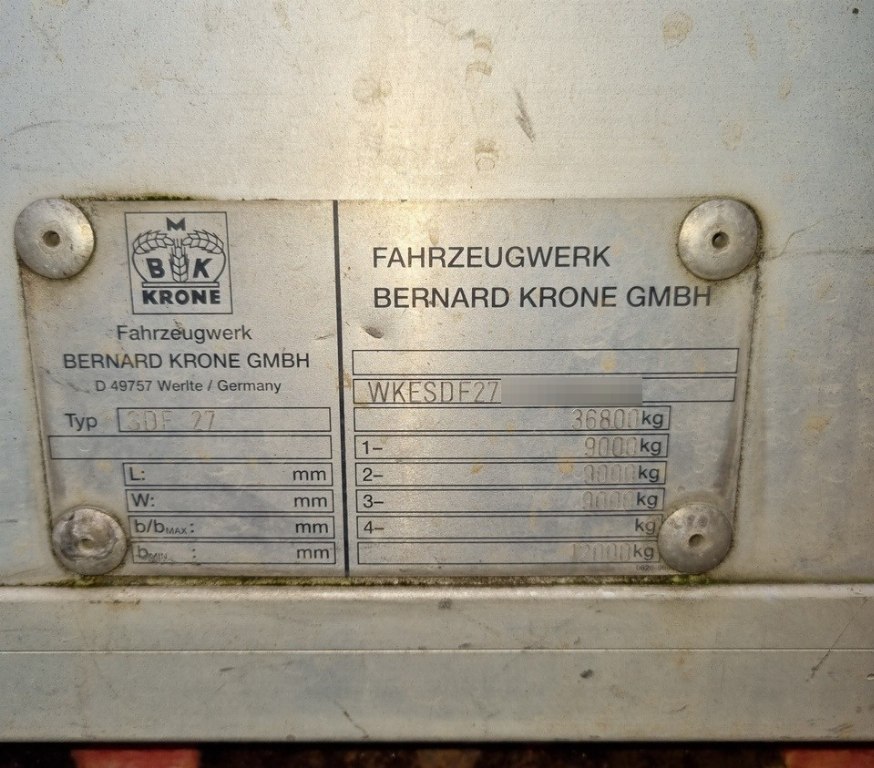 M
B K
KRONE
Fahrzeugwerk
BERNARD KRONE GMBH
D 49757 Werlte / Germany
Typ SDF 27
L: mm
W: mm
b/bMAX: mm
bMIN. : mm
FAHRZEUGWERK
BERNARD KRONE GMBH
WKESDF27
36800kg
1- 9000kg
2- 9000kg
3- 9000kg
4- kg
12000kg